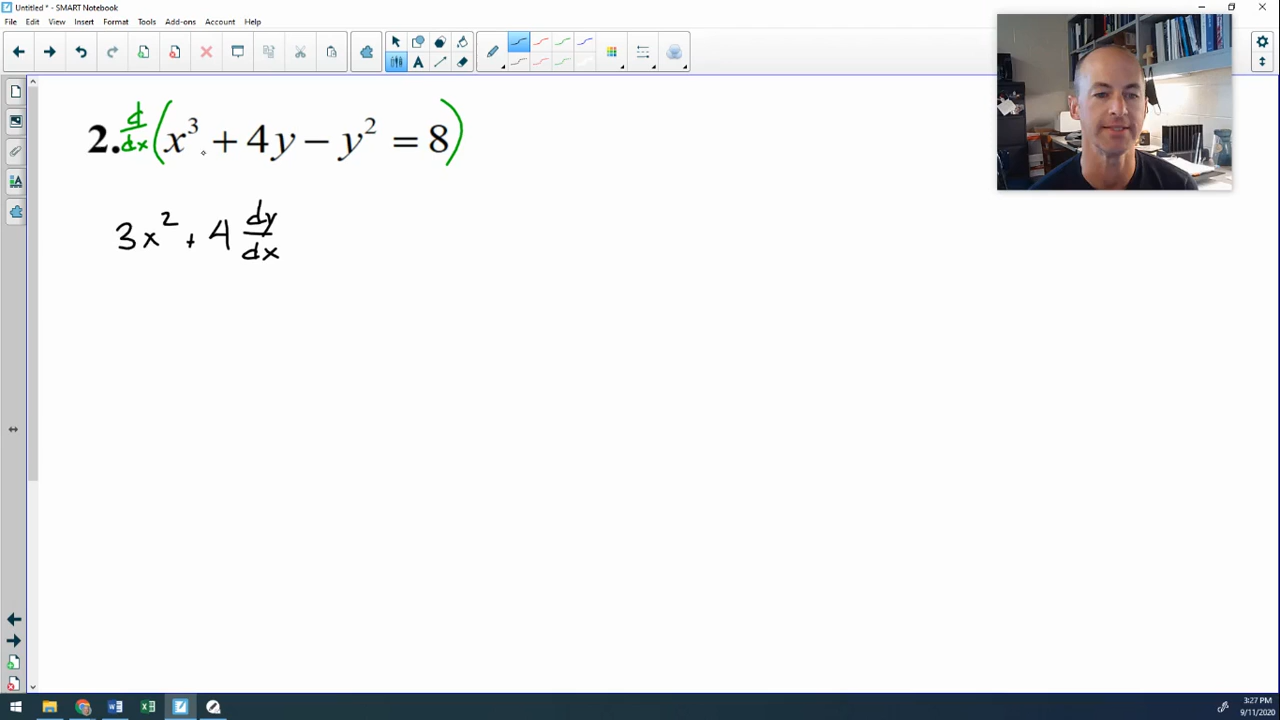 Untitled * - SMART Notebook
File Edit View Insert Format Tools Add-ons Account Help
2. d/dx (x³ + 4y − y² = 8)
3x² + 4 dy/dx
3:27 PM
9/11/2020